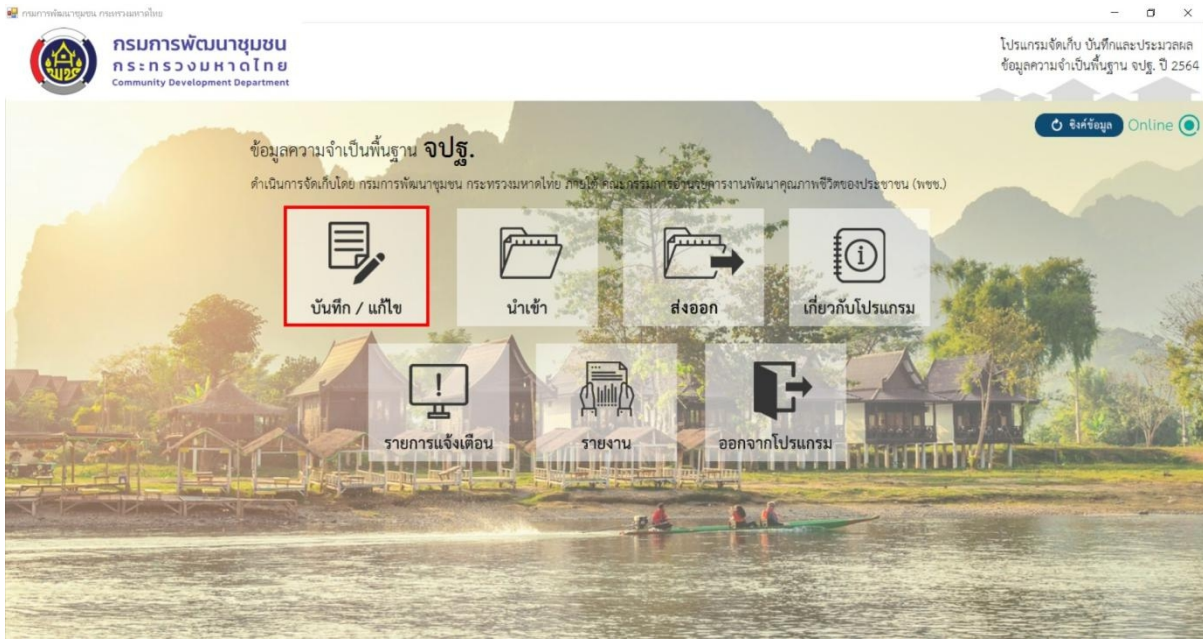 กรมการพัฒนาชุมชน กระทรวงมหาดไทย
กรมการพัฒนาชุมชน
กระทรวงมหาดไทย
Community Development Department
โปรแกรมจัดเก็บ บันทึกและประมวลผล
ข้อมูลความจำเป็นพื้นฐาน จปฐ. ปี 2564
ซิงค์ข้อมูล Online
ข้อมูลความจำเป็นพื้นฐาน จปฐ.
ดำเนินการจัดเก็บโดย กรมการพัฒนาชุมชน กระทรวงมหาดไทย ภายใต้ คณะกรรมการอำนวยการงานพัฒนาคุณภาพชีวิตของประชาชน (พชช.)
บันทึก / แก้ไข
นำเข้า
ส่งออก
เกี่ยวกับโปรแกรม
รายการแจ้งเตือน
รายงาน
ออกจากโปรแกรม